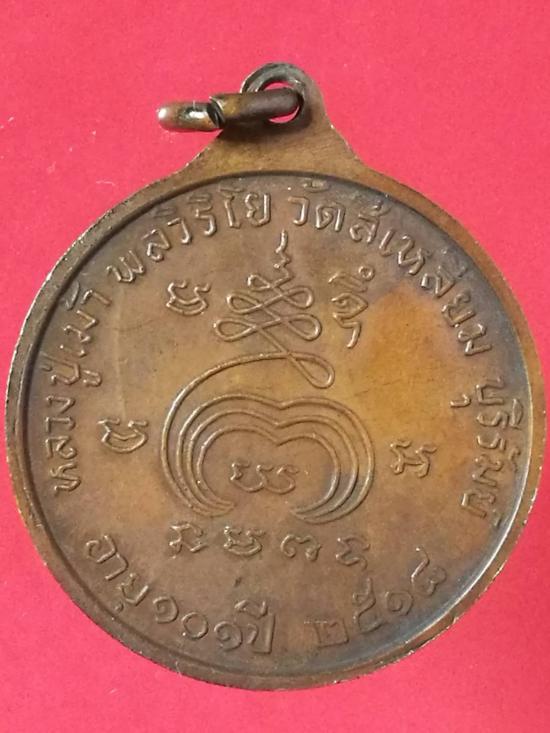 หลวงปู่เม้า พลวิริโย วัดสี่เหลี่ยม บุรีรัมย์
อายุ๑๐๑ปี ๒๕๑๘